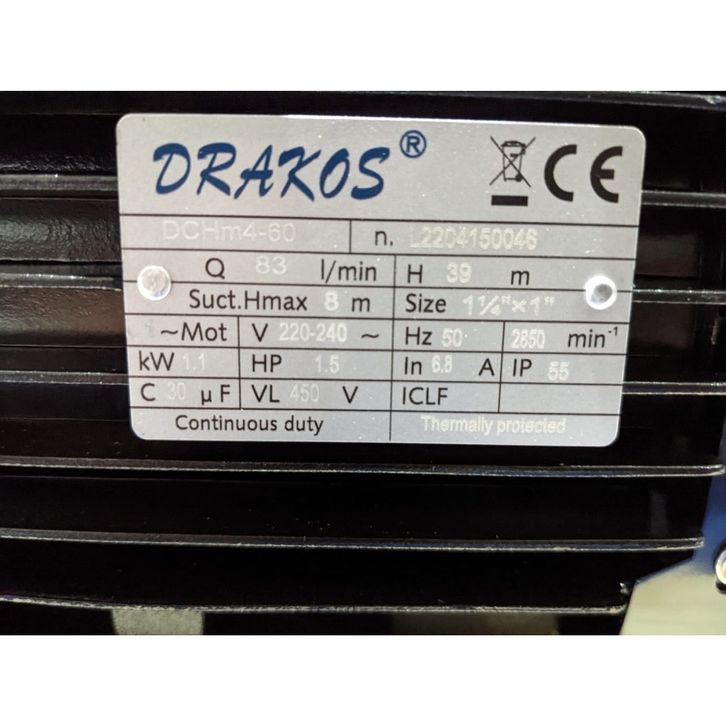 DRAKOS® CE
DCHm4-60 n. L2204150046
Q 83 l/min H 39 m
Suct.Hmax 8 m Size 1¼"×1"
1~Mot V 220-240 ~ Hz 50 2850 min⁻¹
kW 1.1 HP 1.5 In 6.8 A IP 55
C 30 µF VL 450 V ICLF
Continuous duty Thermally protected